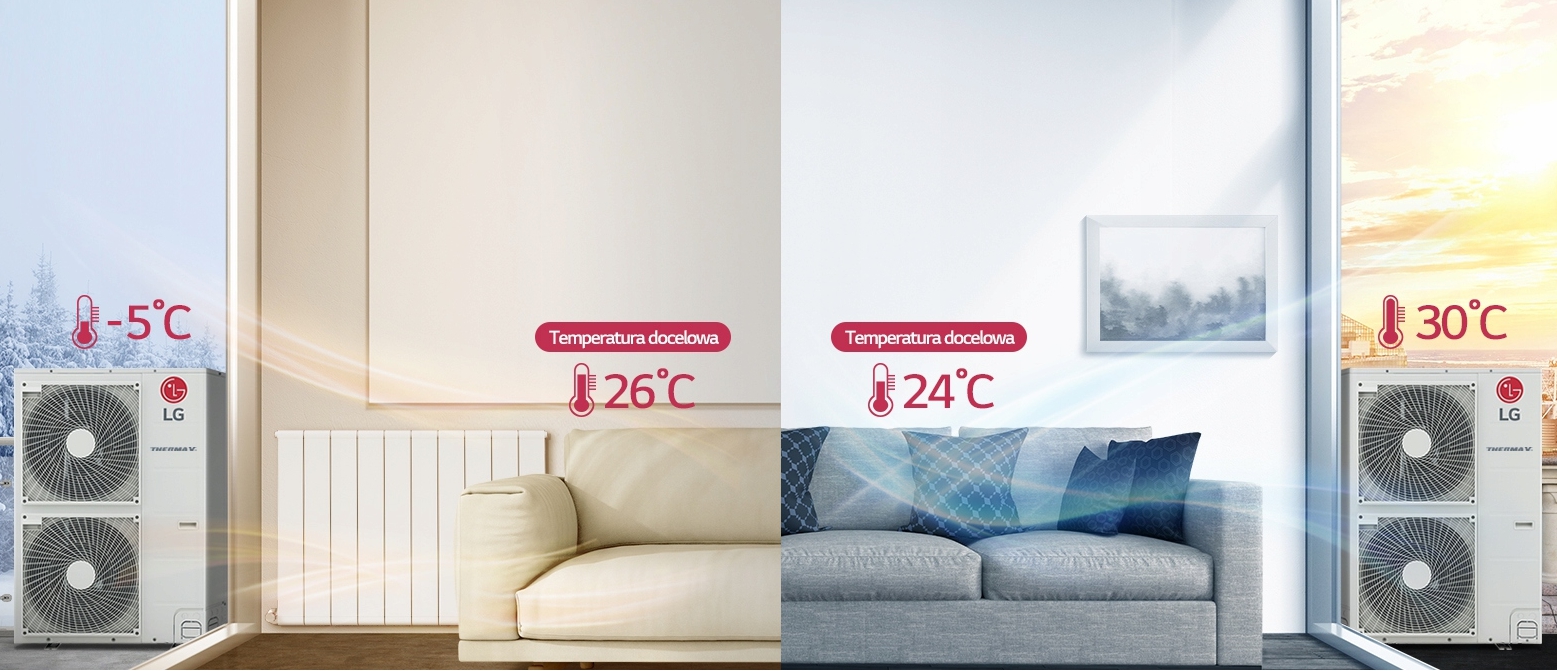 -5°C
LG
THERMA V.
Temperatura docelowa
26°C
Temperatura docelowa
24°C
30°C
LG
THERMA V.